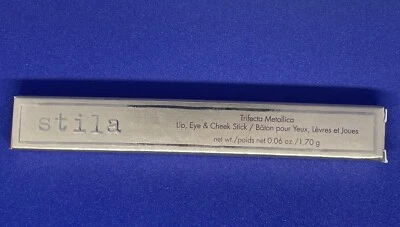 stila
Trifecta Metallica
Lip, Eye & Cheek Stick / Bâton pour Yeux, Lèvres et Joues
net wt./poids net 0.06 oz /1.70 g